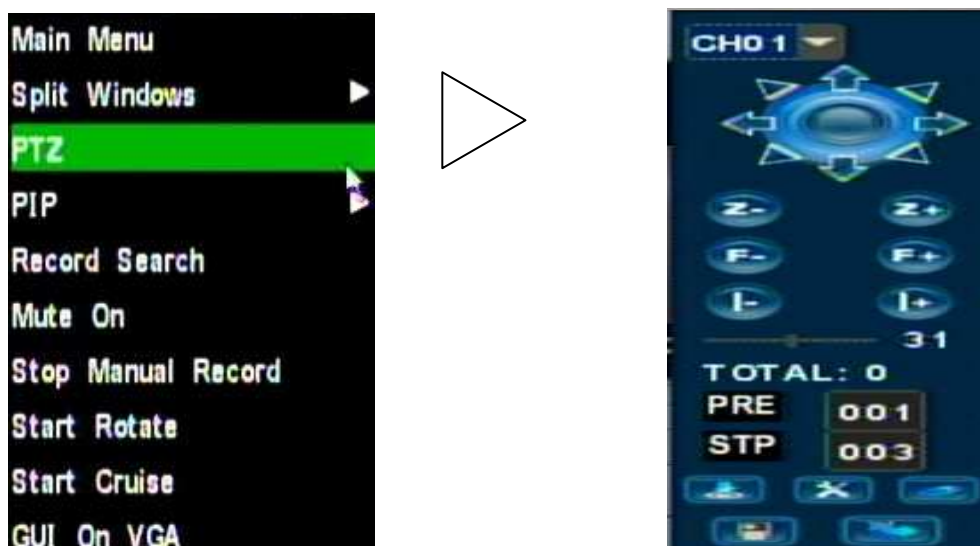 Main Menu
Split Windows
PTZ
PIP
Record Search
Mute On
Stop Manual Record
Start Rotate
Start Cruise
GUI On VGA
CH01
Z- Z+
F- F+
I- I+
31
TOTAL: 0
PRE 001
STP 003